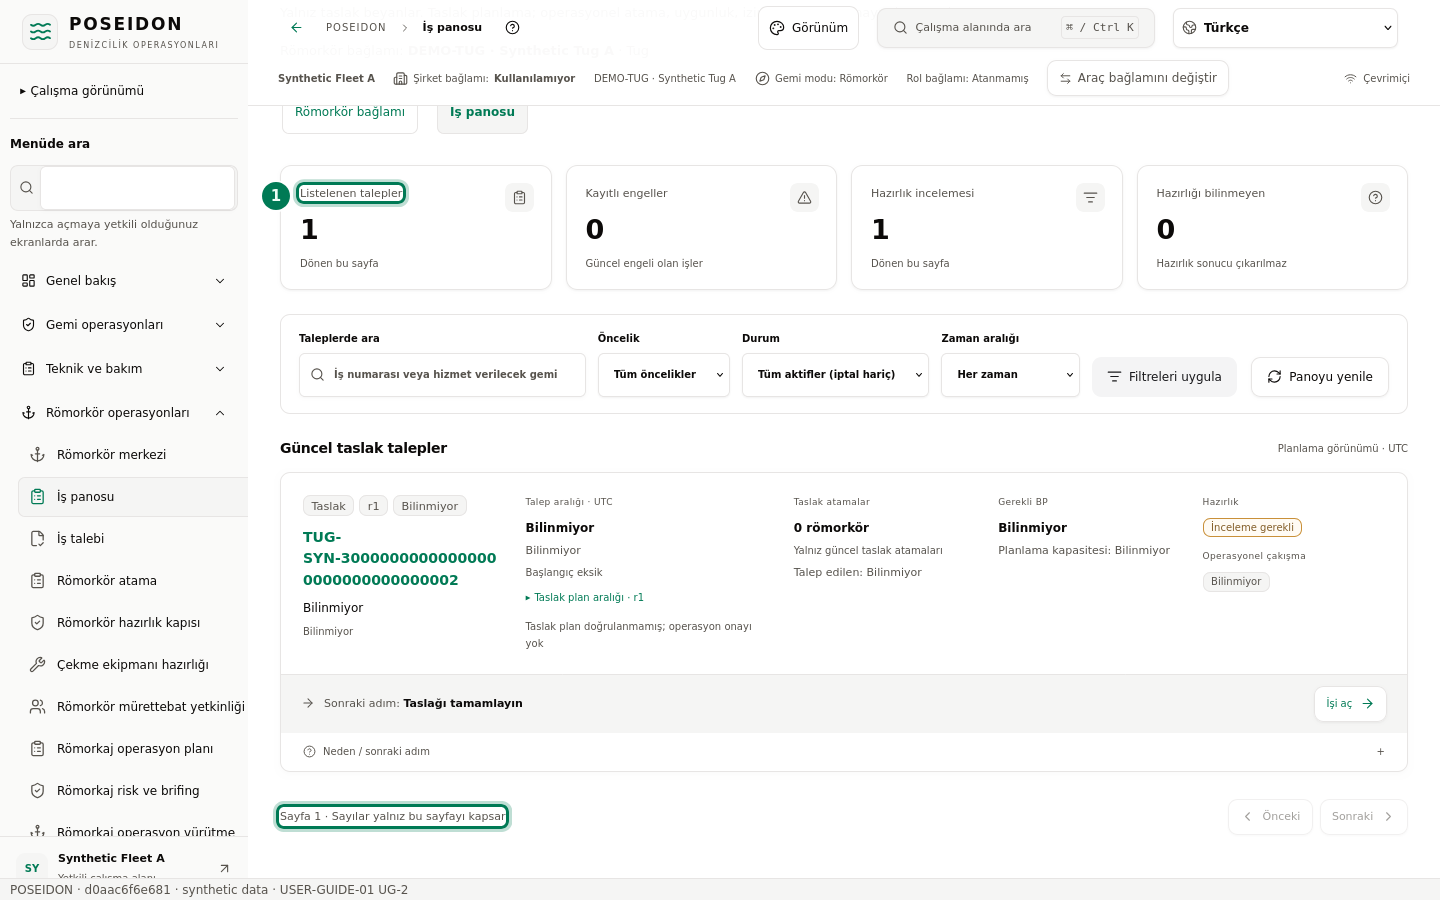 POSEIDON
DENİZCİLİK OPERASYONLARI
POSEIDON
İş panosu
Görünüm
Çalışma alanında ara
⌘ / Ctrl K
Türkçe
Synthetic Fleet A
Şirket bağlamı: Kullanılamıyor
DEMO-TUG · Synthetic Tug A
Gemi modu: Römorkör
Rol bağlamı: Atanmamış
Araç bağlamını değiştir
Çevrimiçi
▸ Çalışma görünümü
Menüde ara
Yalnızca açmaya yetkili olduğunuz
ekranlarda arar.
Genel bakış
Gemi operasyonları
Teknik ve bakım
Römorkör operasyonları
Römorkör merkezi
İş panosu
İş talebi
Römorkör atama
Römorkör hazırlık kapısı
Çekme ekipmanı hazırlığı
Römorkör mürettebat yetkinliği
Römorkaj operasyon planı
Römorkaj risk ve brifing
Römorkaj operasyon yürütme
SY
Synthetic Fleet A
Yetkili çalışma alanı
Römorkör bağlamı
İş panosu
1
Listelenen talepler
1
Dönen bu sayfa
Kayıtlı engeller
0
Güncel engeli olan işler
Hazırlık incelemesi
1
Dönen bu sayfa
Hazırlığı bilinmeyen
0
Hazırlık sonucu çıkarılmaz
Taleplerde ara
İş numarası veya hizmet verilecek gemi
Öncelik
Tüm öncelikler
Durum
Tüm aktifler (iptal hariç)
Zaman aralığı
Her zaman
Filtreleri uygula
Panoyu yenile
Güncel taslak talepler
Planlama görünümü · UTC
Taslak
r1
Bilinmiyor
TUG-
SYN-3000000000000000
0000000000000002
Bilinmiyor
Bilinmiyor
Talep aralığı · UTC
Bilinmiyor
Bilinmiyor
Başlangıç eksik
▸ Taslak plan aralığı · r1
Taslak plan doğrulanmamış; operasyon onayı
yok
Taslak atamalar
0 römorkör
Yalnız güncel taslak atamaları
Talep edilen: Bilinmiyor
Gerekli BP
Bilinmiyor
Planlama kapasitesi: Bilinmiyor
Hazırlık
İnceleme gerekli
Operasyonel çakışma
Bilinmiyor
Sonraki adım: Taslağı tamamlayın
İşi aç
Neden / sonraki adım
+
Sayfa 1 · Sayılar yalnız bu sayfayı kapsar
Önceki
Sonraki
POSEIDON · d0aac6f6e681 · synthetic data · USER-GUIDE-01 UG-2